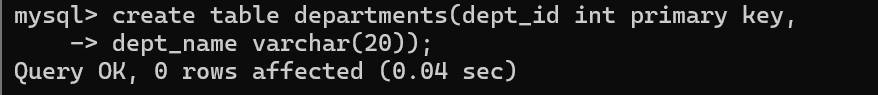 mysql> create table departments(dept_id int primary key,
    -> dept_name varchar(20));
Query OK, 0 rows affected (0.04 sec)